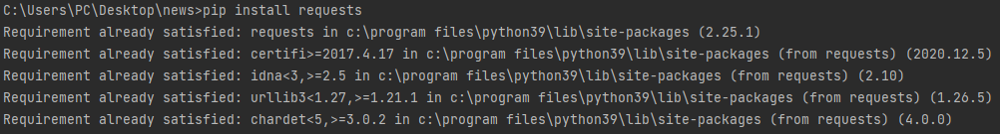 C:\Users\PC\Desktop\news>pip install requests
Requirement already satisfied: requests in c:\program files\python39\lib\site-packages (2.25.1)
Requirement already satisfied: certifi>=2017.4.17 in c:\program files\python39\lib\site-packages (from requests) (2020.12.5)
Requirement already satisfied: idna<3,>=2.5 in c:\program files\python39\lib\site-packages (from requests) (2.10)
Requirement already satisfied: urllib3<1.27,>=1.21.1 in c:\program files\python39\lib\site-packages (from requests) (1.26.5)
Requirement already satisfied: chardet<5,>=3.0.2 in c:\program files\python39\lib\site-packages (from requests) (4.0.0)